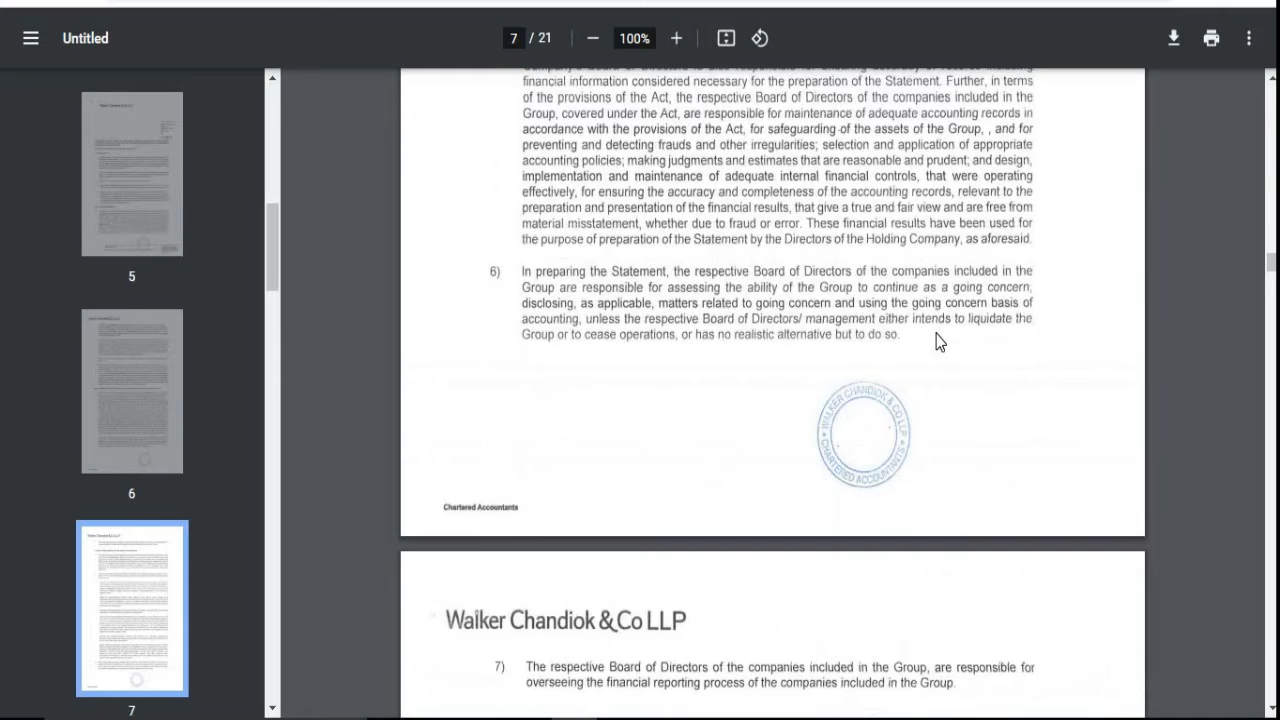 Untitled
7 / 21
100%
5
6
7
financial information considered necessary for the preparation of the Statement. Further, in terms
of the provisions of the Act, the respective Board of Directors of the companies included in the
Group, covered under the Act, are responsible for maintenance of adequate accounting records in
accordance with the provisions of the Act, for safeguarding of the assets of the Group, , and for
preventing and detecting frauds and other irregularities; selection and application of appropriate
accounting policies; making judgments and estimates that are reasonable and prudent; and design,
implementation and maintenance of adequate internal financial controls, that were operating
effectively, for ensuring the accuracy and completeness of the accounting records, relevant to the
preparation and presentation of the financial results, that give a true and fair view and are free from
material misstatement, whether due to fraud or error. These financial results have been used for
the purpose of preparation of the Statement by the Directors of the Holding Company, as aforesaid.
6) In preparing the Statement, the respective Board of Directors of the companies included in the
Group are responsible for assessing the ability of the Group to continue as a going concern,
disclosing, as applicable, matters related to going concern and using the going concern basis of
accounting, unless the respective Board of Directors/ management either intends to liquidate the
Group or to cease operations, or has no realistic alternative but to do so.
WALKER CHANDIOK & CO LLP
CHARTERED ACCOUNTANTS
Chartered Accountants
Walker Chandiok & Co LLP
7) The respective Board of Directors of the companies included in the Group, are responsible for
overseeing the financial reporting process of the companies included in the Group.